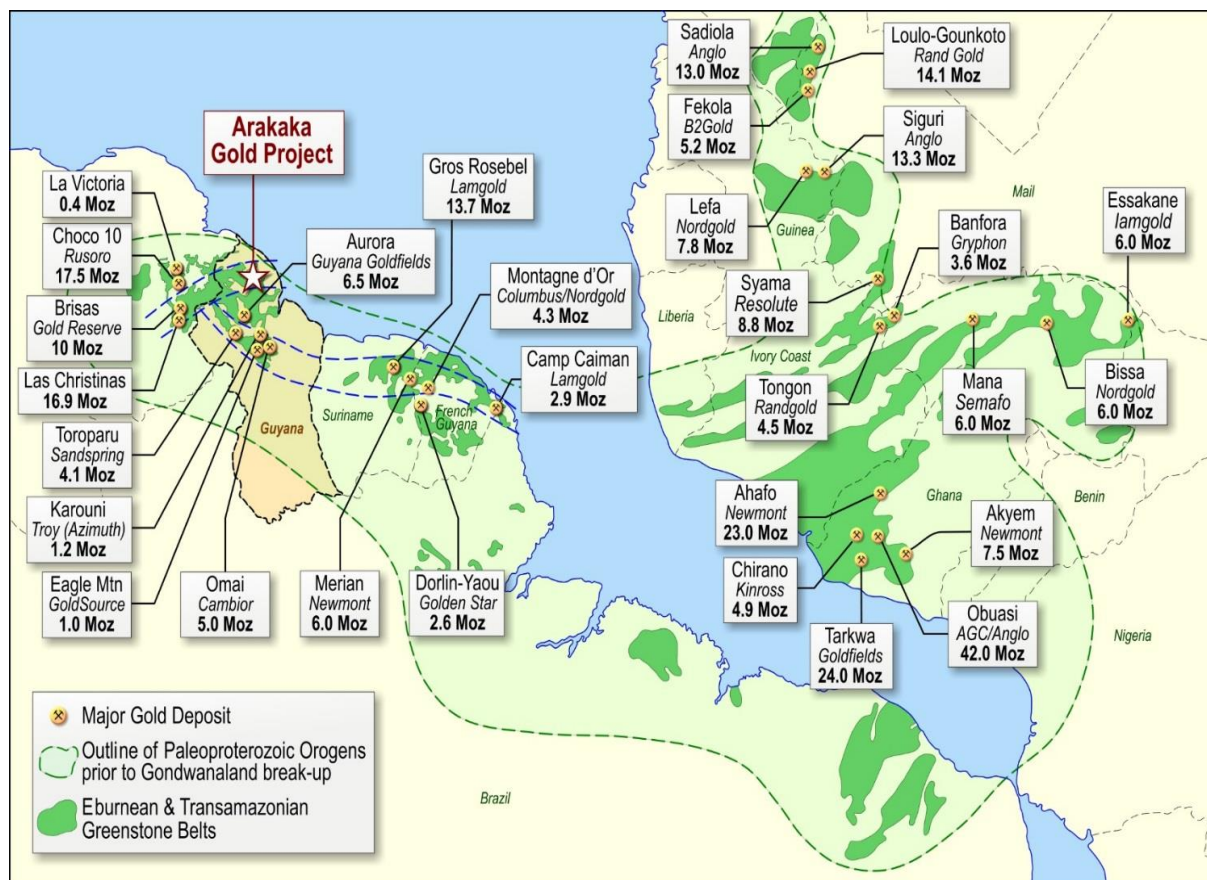 Arakaka
Gold Project
La Victoria
0.4 Moz
Choco 10
Rusoro
17.5 Moz
Brisas
Gold Reserve
10 Moz
Las Christinas
16.9 Moz
Toroparu
Sandspring
4.1 Moz
Karouni
Troy (Azimuth)
1.2 Moz
Eagle Mtn
GoldSource
1.0 Moz
Aurora
Guyana Goldfields
6.5 Moz
Gros Rosebel
Lamgold
13.7 Moz
Montagne d'Or
Columbus/Nordgold
4.3 Moz
Camp Caiman
Lamgold
2.9 Moz
Omai
Cambior
5.0 Moz
Merian
Newmont
6.0 Moz
Dorlin-Yaou
Golden Star
2.6 Moz
Guyana
Suriname
French
Guyana
Brazil
Sadiola
Anglo
13.0 Moz
Loulo-Gounkoto
Rand Gold
14.1 Moz
Fekola
B2Gold
5.2 Moz
Siguri
Anglo
13.3 Moz
Lefa
Nordgold
7.8 Moz
Guinea
Mail
Banfora
Gryphon
3.6 Moz
Essakane
Iamgold
6.0 Moz
Syama
Resolute
8.8 Moz
Liberia
Ivory Coast
Tongon
Randgold
4.5 Moz
Mana
Semafo
6.0 Moz
Bissa
Nordgold
6.0 Moz
Ahafo
Newmont
23.0 Moz
Ghana
Benin
Akyem
Newmont
7.5 Moz
Chirano
Kinross
4.9 Moz
Tarkwa
Goldfields
24.0 Moz
Obuasi
AGC/Anglo
42.0 Moz
Nigeria
Major Gold Deposit
Outline of Paleoproterozoic Orogens
prior to Gondwanaland break-up
Eburnean & Transamazonian
Greenstone Belts